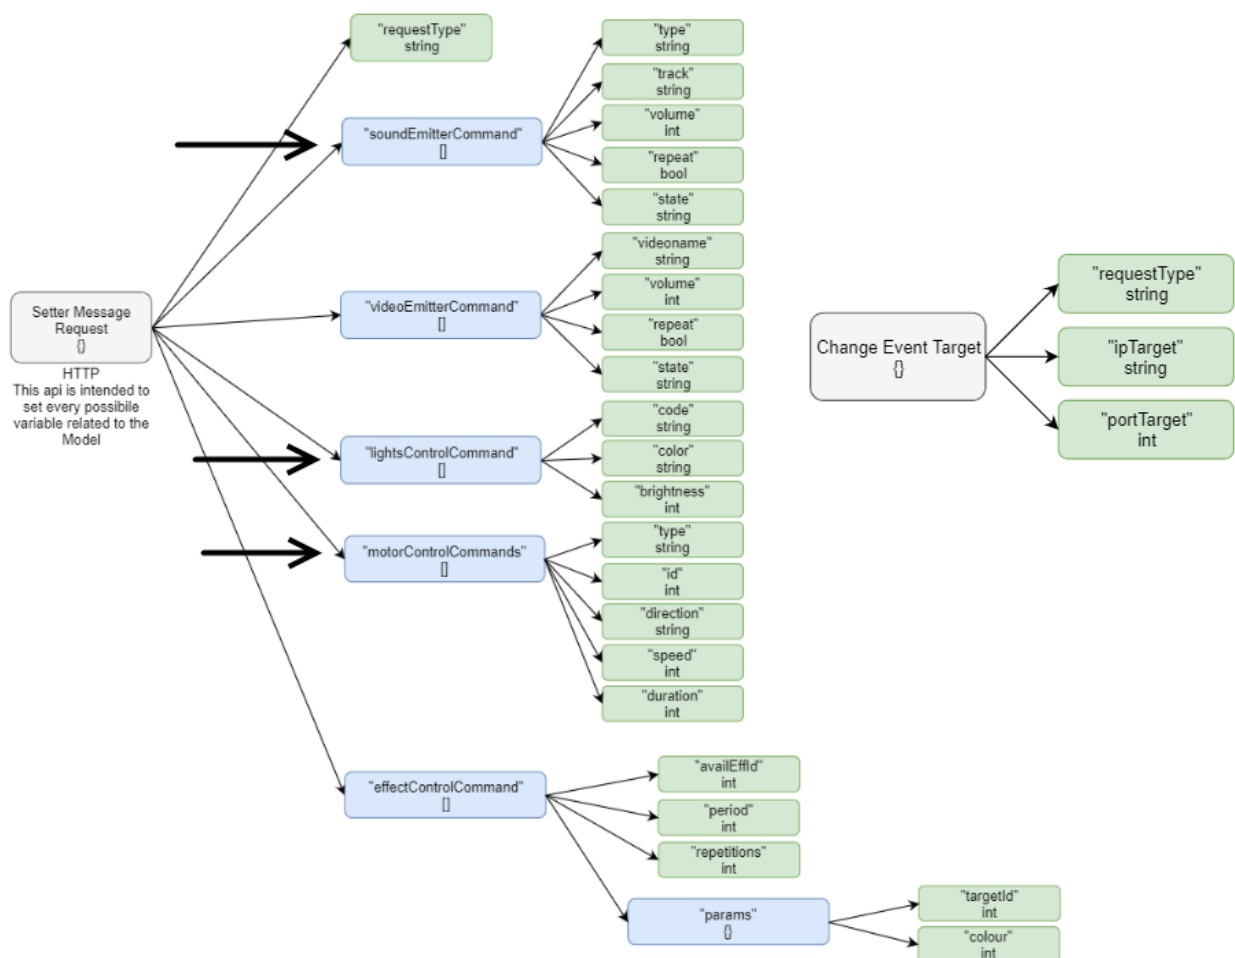 "requestType"
string
"soundEmitterCommand"
[]
"type"
string
"track"
string
"volume"
int
"repeat"
bool
"state"
string
Setter Message
Request
{}
HTTP
This api is intended to
set every possibile
variable related to the
Model
"videoEmitterCommand"
[]
"videoname"
string
"volume"
int
"repeat"
bool
"state"
string
"lightsControlCommand"
[]
"code"
string
"color"
string
"brightness"
int
"motorControlCommands"
[]
"type"
string
"id"
int
"direction"
string
"speed"
int
"duration"
int
"effectControlCommand"
[]
"availEffId"
int
"period"
int
"repetitions"
int
"params"
{}
"targetId"
int
"colour"
int
Change Event Target
{}
"requestType"
string
"ipTarget"
string
"portTarget"
int